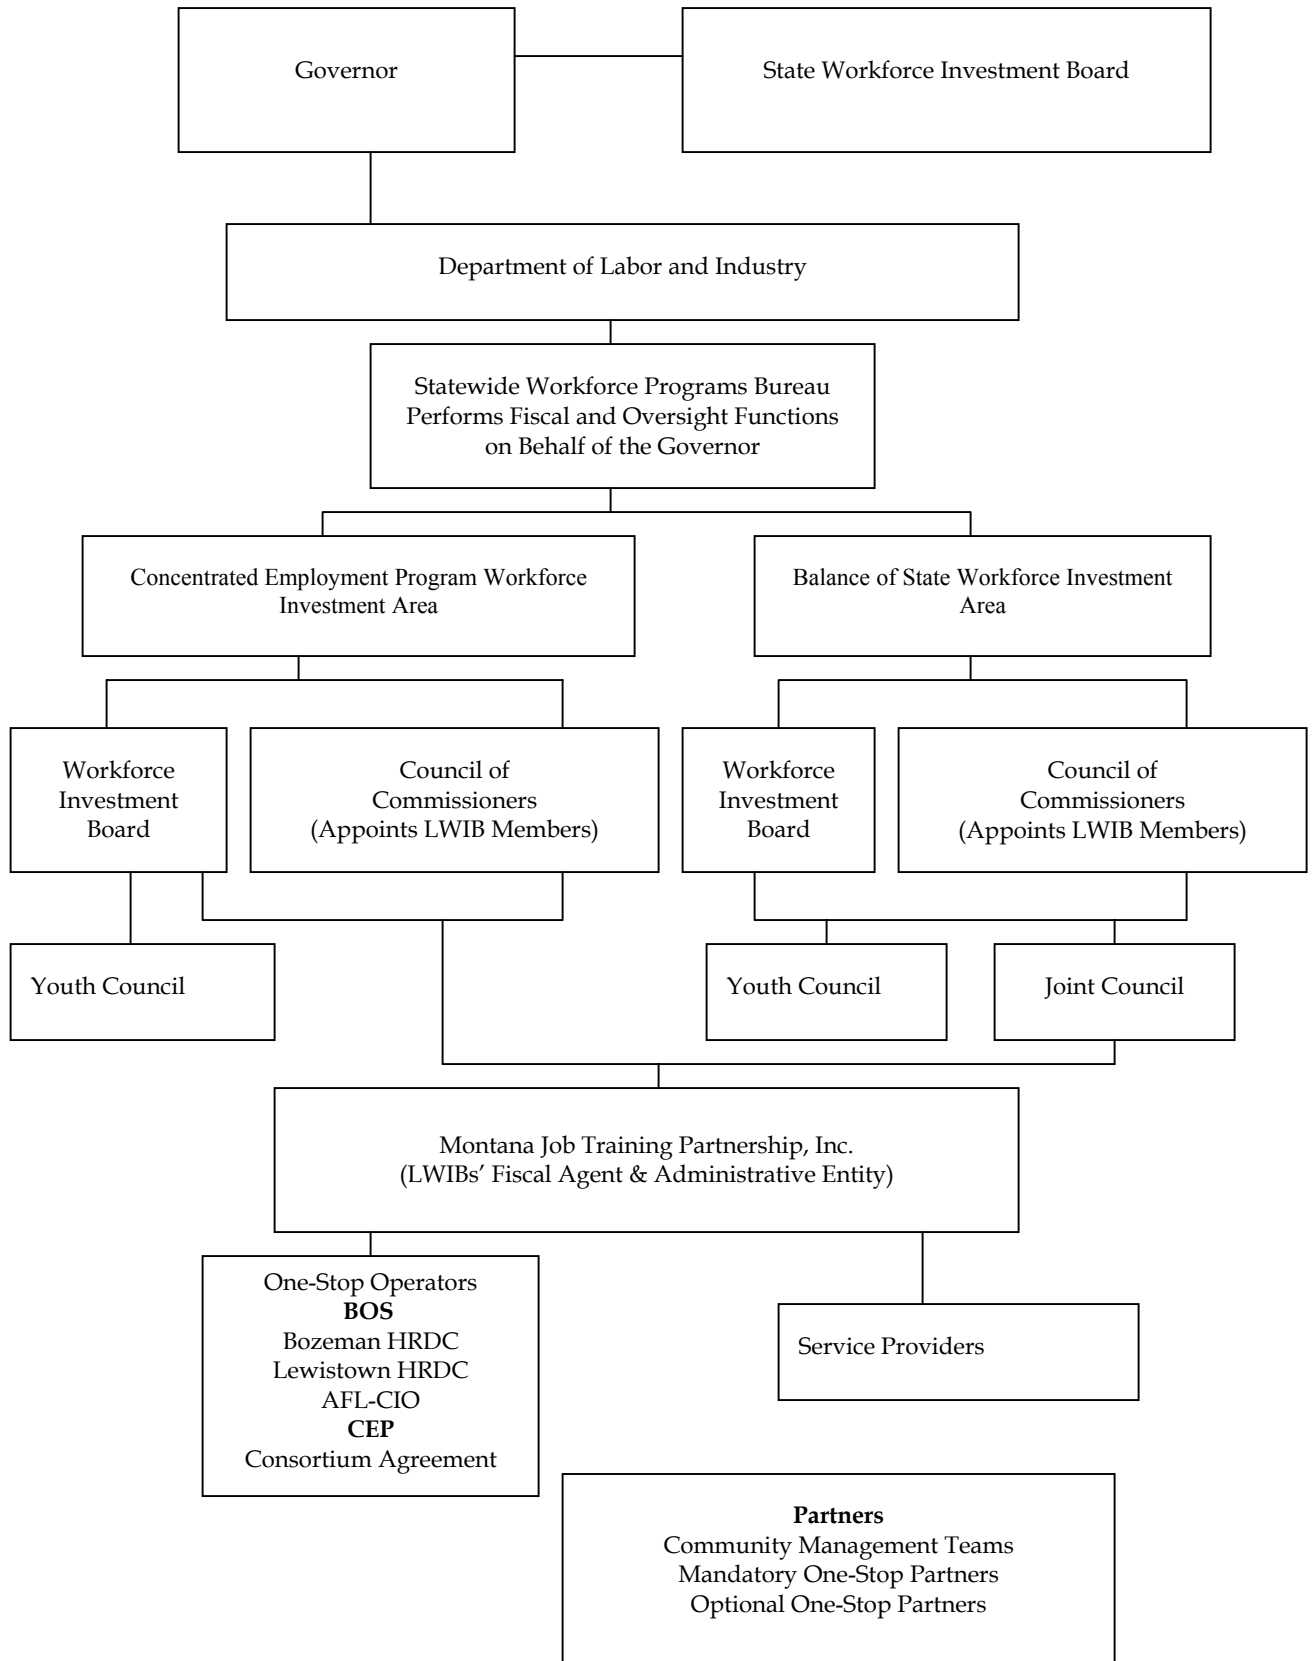 Governor
State Workforce Investment Board
Department of Labor and Industry
Statewide Workforce Programs Bureau
Performs Fiscal and Oversight Functions
on Behalf of the Governor
Concentrated Employment Program Workforce
Investment Area
Balance of State Workforce Investment
Area
Workforce
Investment
Board
Council of
Commissioners
(Appoints LWIB Members)
Workforce
Investment
Board
Council of
Commissioners
(Appoints LWIB Members)
Youth Council
Youth Council
Joint Council
Montana Job Training Partnership, Inc.
(LWIBs’ Fiscal Agent & Administrative Entity)
One-Stop Operators
BOS
Bozeman HRDC
Lewistown HRDC
AFL-CIO
CEP
Consortium Agreement
Service Providers
Partners
Community Management Teams
Mandatory One-Stop Partners
Optional One-Stop Partners